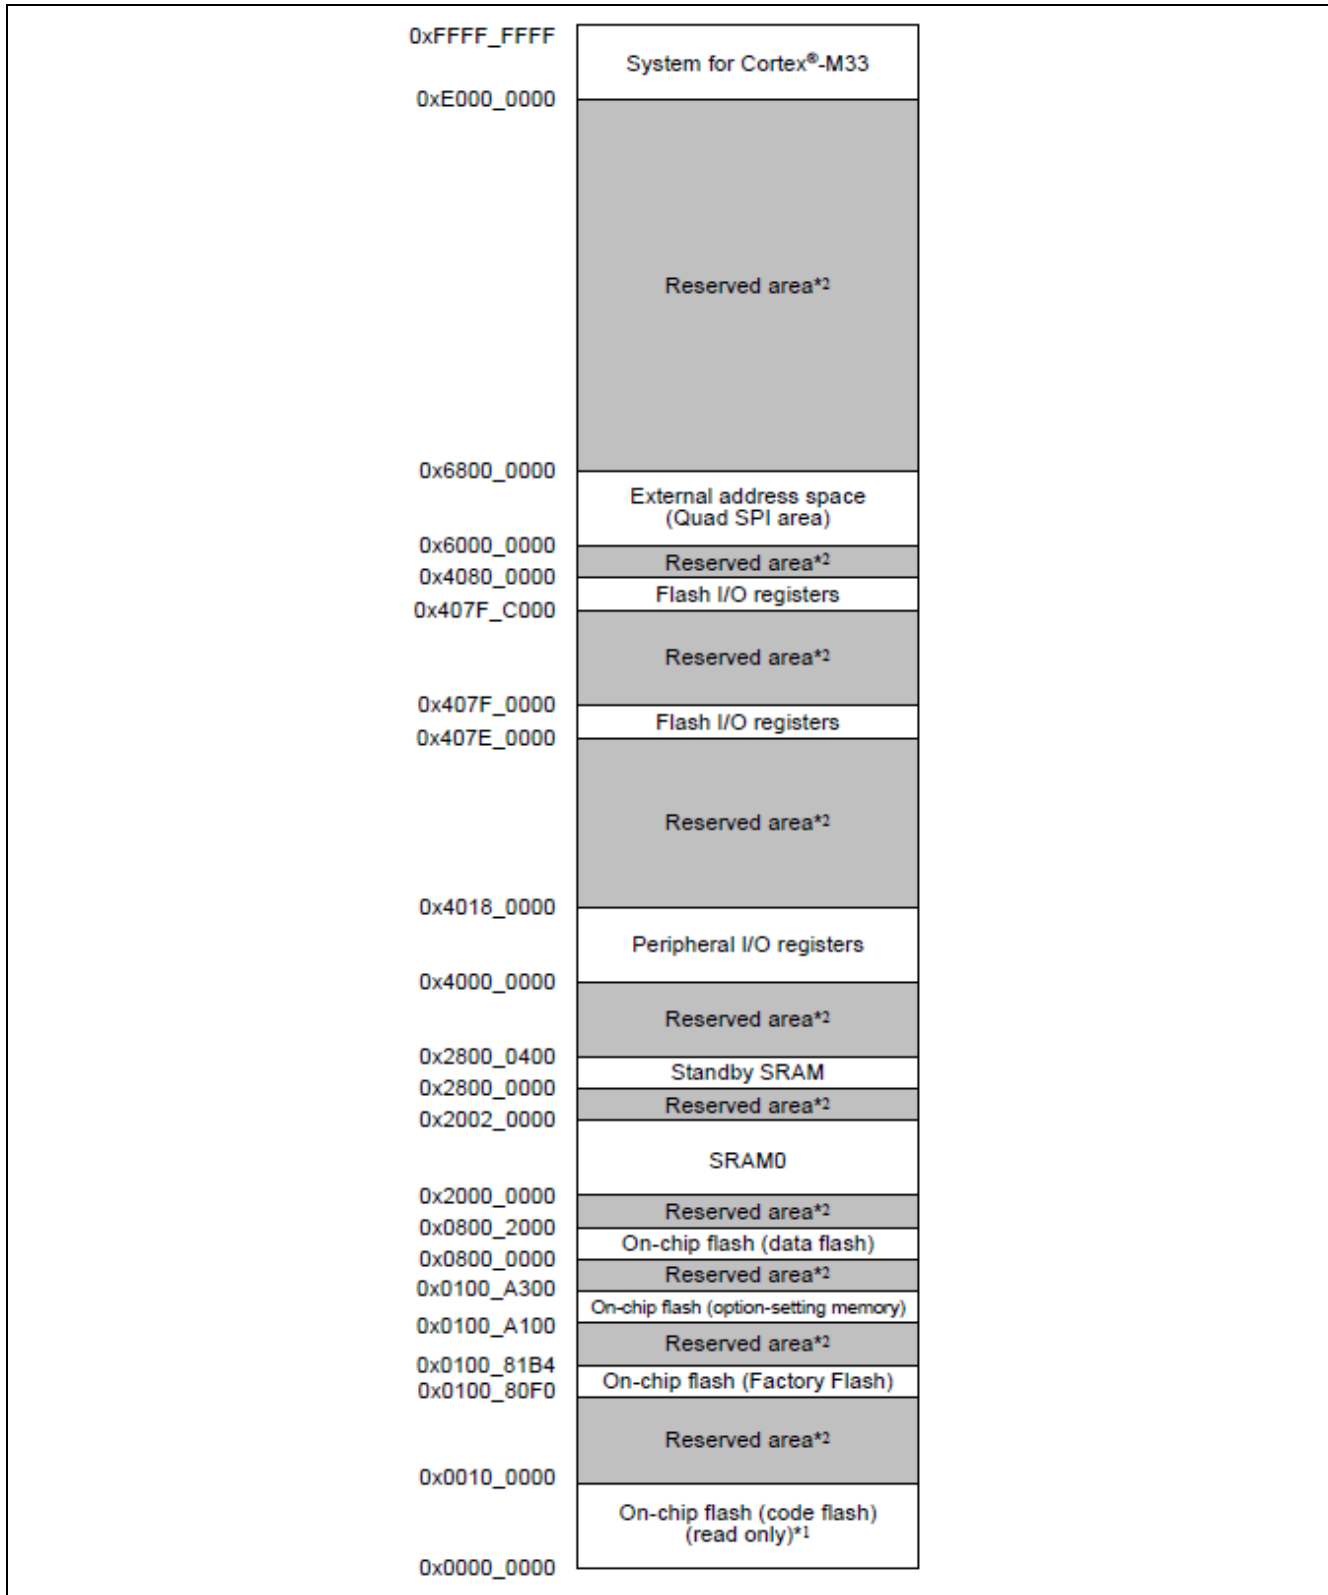 0xFFFF_FFFF
System for Cortex®-M33
0xE000_0000
Reserved area*2
0x6800_0000
External address space
(Quad SPI area)
0x6000_0000
Reserved area*2
0x4080_0000
Flash I/O registers
0x407F_C000
Reserved area*2
0x407F_0000
Flash I/O registers
0x407E_0000
Reserved area*2
0x4018_0000
Peripheral I/O registers
0x4000_0000
Reserved area*2
0x2800_0400
Standby SRAM
0x2800_0000
Reserved area*2
0x2002_0000
SRAM0
0x2000_0000
Reserved area*2
0x0800_2000
On-chip flash (data flash)
0x0800_0000
Reserved area*2
0x0100_A300
On-chip flash (option-setting memory)
0x0100_A100
Reserved area*2
0x0100_81B4
On-chip flash (Factory Flash)
0x0100_80F0
Reserved area*2
0x0010_0000
On-chip flash (code flash)
(read only)*1
0x0000_0000